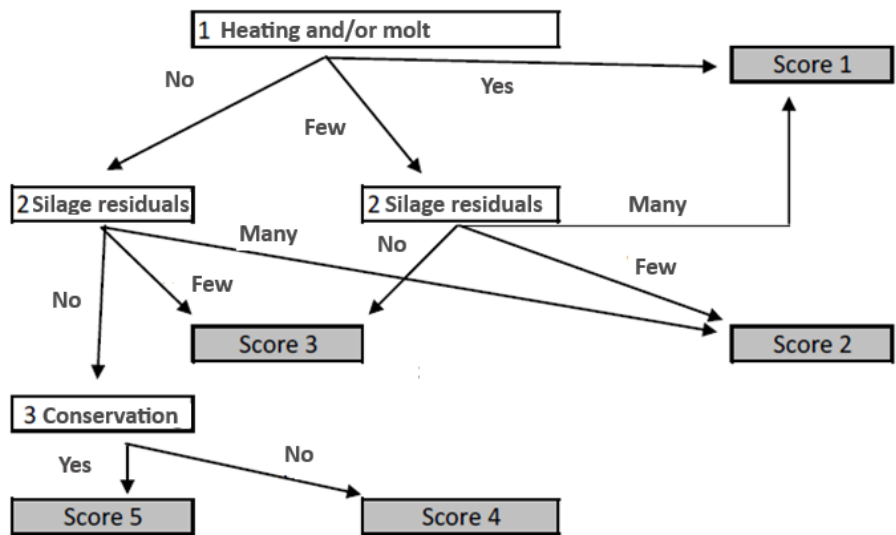 1 Heating and/or molt
Score 1
No
Yes
Few
2 Silage residuals
2 Silage residuals
Many
Many
No
Few
No
Few
Score 3
Score 2
3 Conservation
Yes
No
Score 5
Score 4